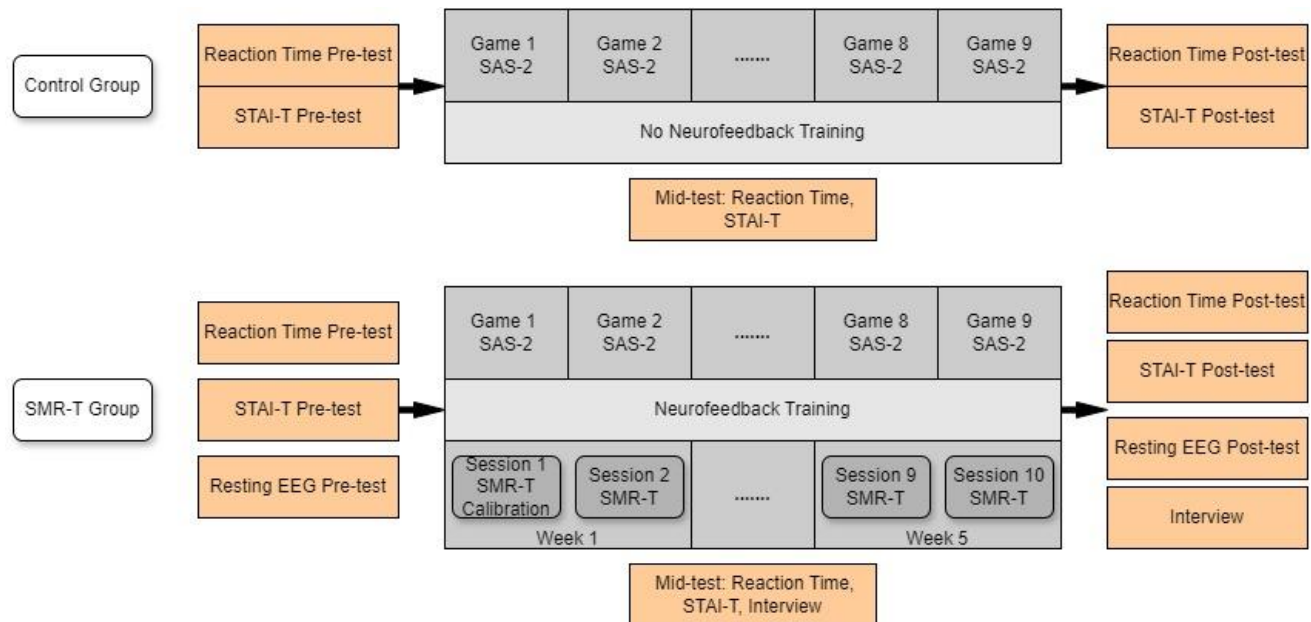 Control Group
Reaction Time Pre-test
STAI-T Pre-test
Game 1
SAS-2
Game 2
SAS-2
.......
Game 8
SAS-2
Game 9
SAS-2
No Neurofeedback Training
Mid-test: Reaction Time,
STAI-T
Reaction Time Post-test
STAI-T Post-test
SMR-T Group
Reaction Time Pre-test
STAI-T Pre-test
Resting EEG Pre-test
Game 1
SAS-2
Game 2
SAS-2
.......
Game 8
SAS-2
Game 9
SAS-2
Neurofeedback Training
Session 1
SMR-T
Calibration
Session 2
SMR-T
.......
Session 9
SMR-T
Session 10
SMR-T
Week 1
Week 5
Mid-test: Reaction Time,
STAI-T, Interview
Reaction Time Post-test
STAI-T Post-test
Resting EEG Post-test
Interview